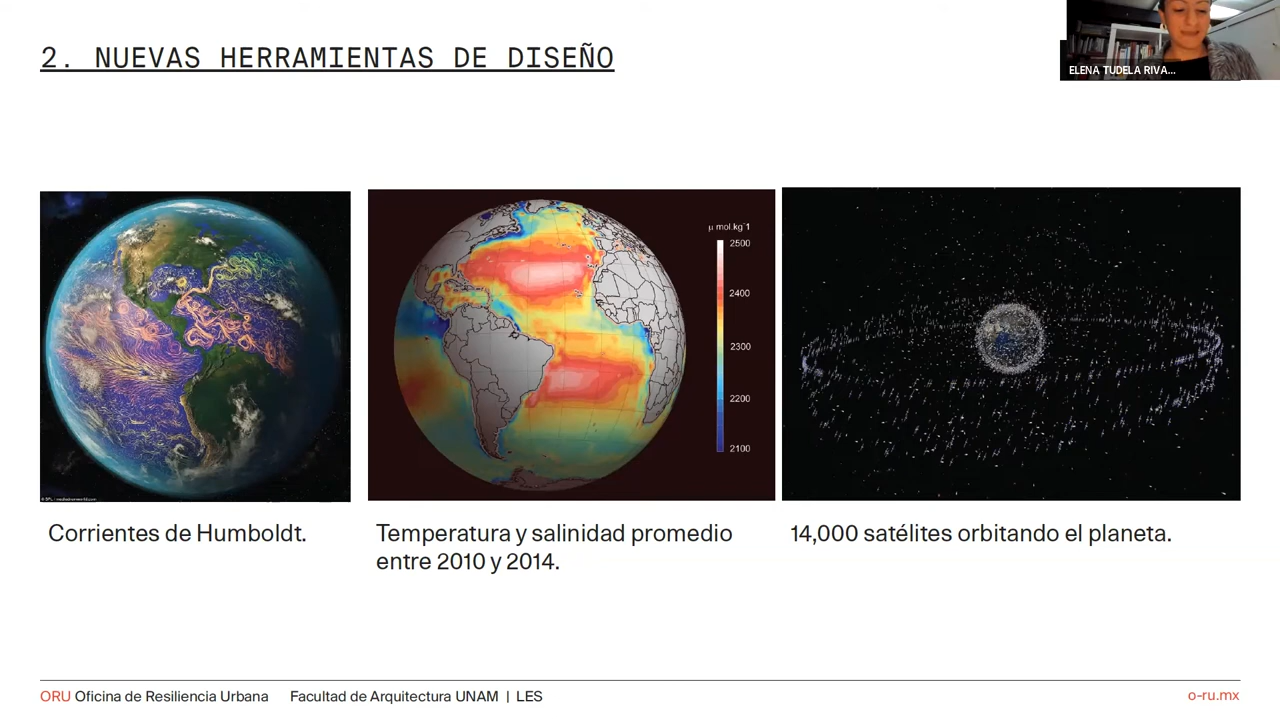 2. NUEVAS HERRAMIENTAS DE DISEÑO
ELENA TUDELA RIVA...
μ mol.kg⁻1
2500
2400
2300
2200
2100
Corrientes de Humboldt.
Temperatura y salinidad promedio
entre 2010 y 2014.
14,000 satélites orbitando el planeta.
ORU Oficina de Resiliencia Urbana Facultad de Arquitectura UNAM | LES
o-ru.mx